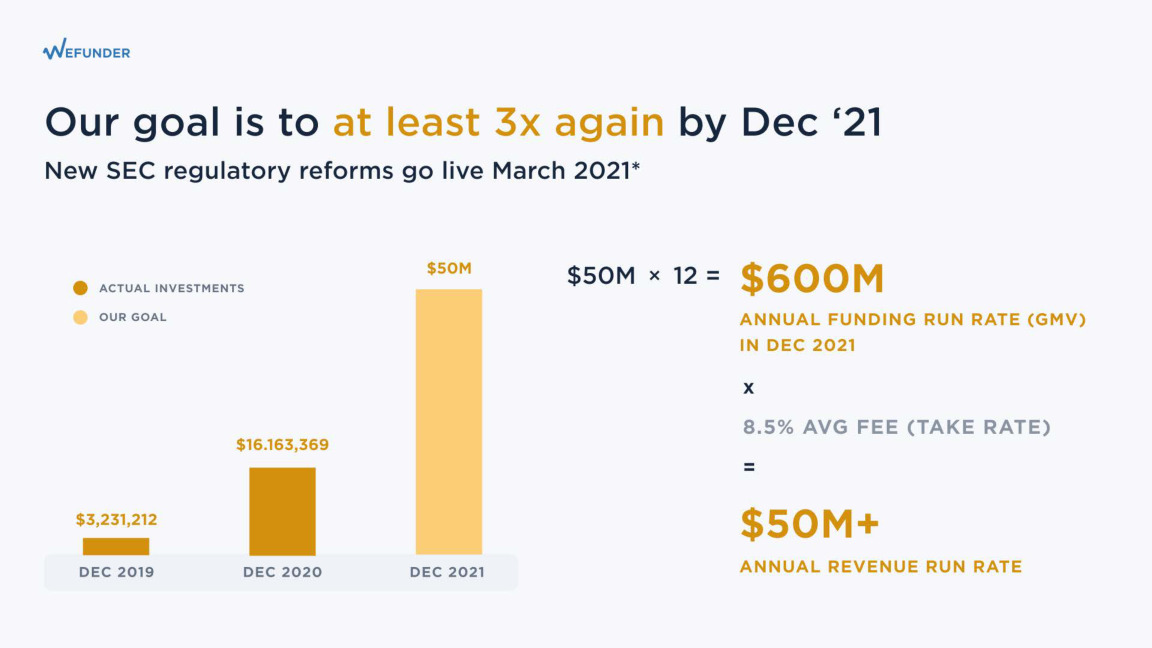 WEFUNDER
Our goal is to at least 3x again by Dec ‘21
New SEC regulatory reforms go live March 2021*
ACTUAL INVESTMENTS
OUR GOAL
$3,231,212
$16.163,369
$50M
DEC 2019
DEC 2020
DEC 2021
$50M × 12 = $600M
ANNUAL FUNDING RUN RATE (GMV)
IN DEC 2021
x
8.5% AVG FEE (TAKE RATE)
=
$50M+
ANNUAL REVENUE RUN RATE